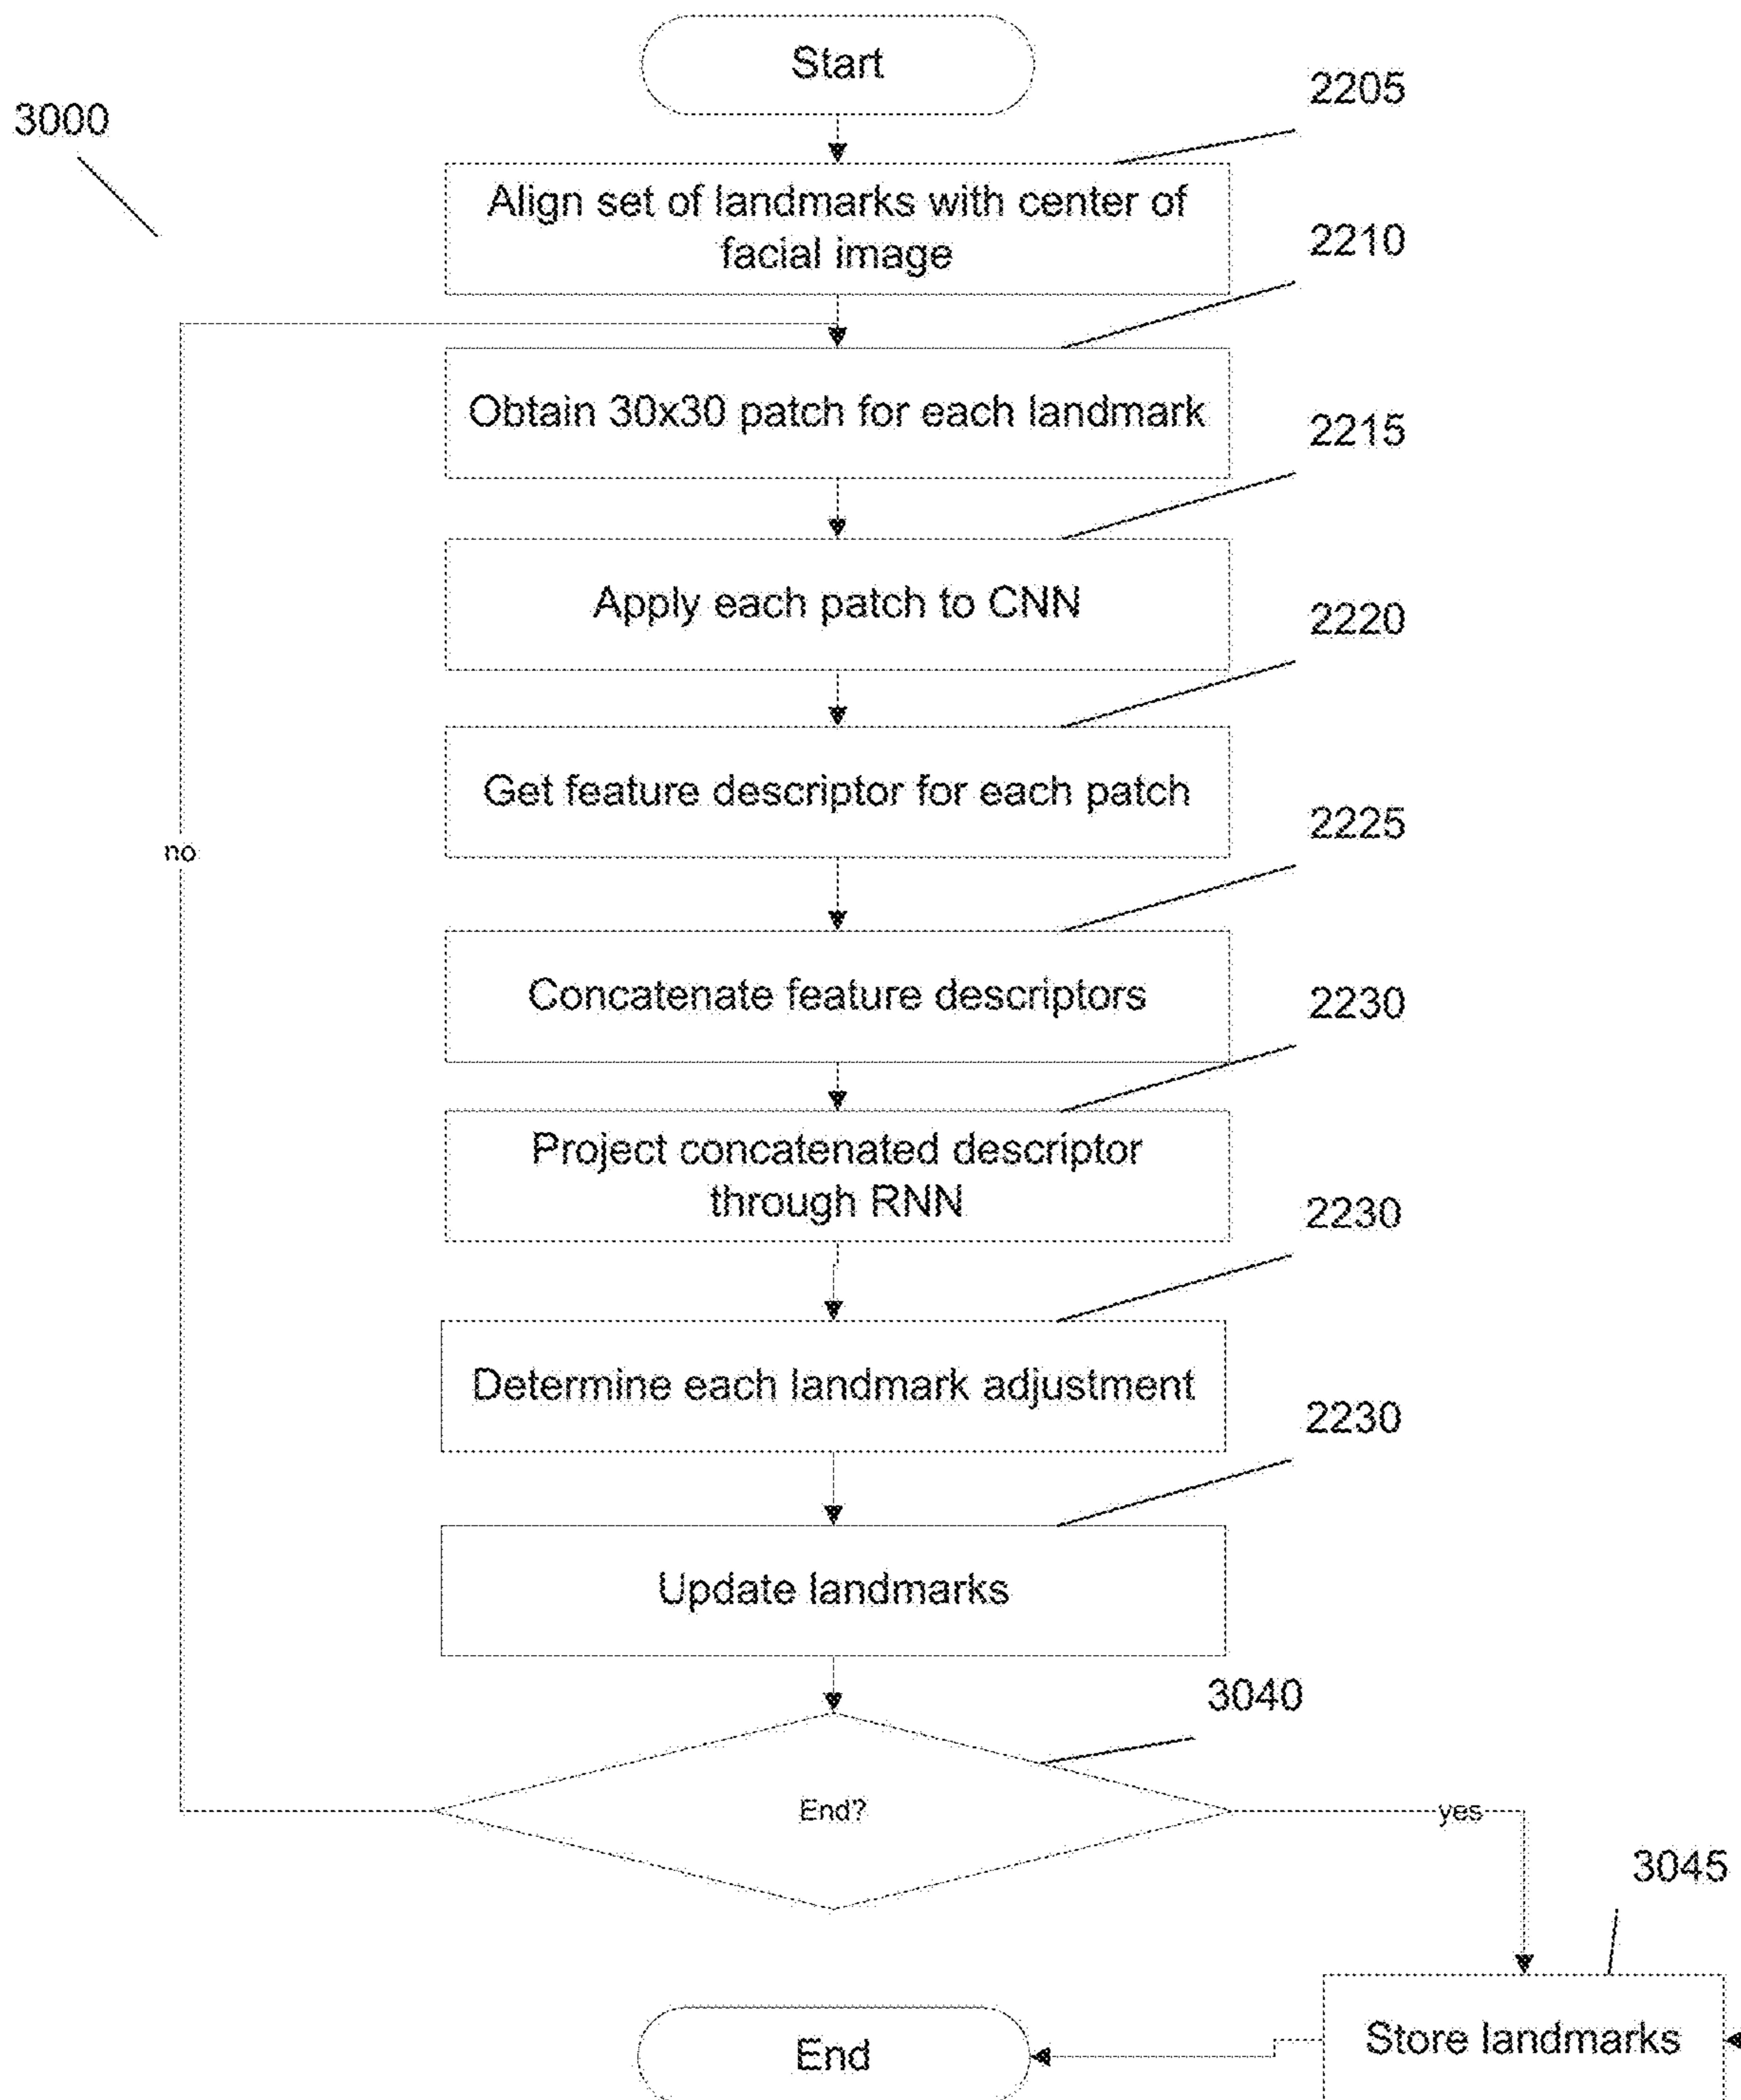 Start
2205
3000
Align set of landmarks with center of
facial image
2210
Obtain 30x30 patch for each landmark
2215
Apply each patch to CNN
2220
Get feature descriptor for each patch
2225
no
Concatenate feature descriptors
2230
Project concatenated descriptor
through RNN
2230
Determine each landmark adjustment
2230
Update landmarks
3040
End?
yes
3045
Store landmarks
End